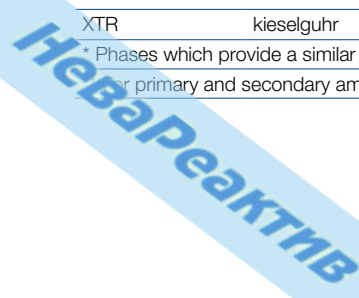 XTR kieselguhr
* Phases which provide a similar
primary and secondary am
НеваРеактив